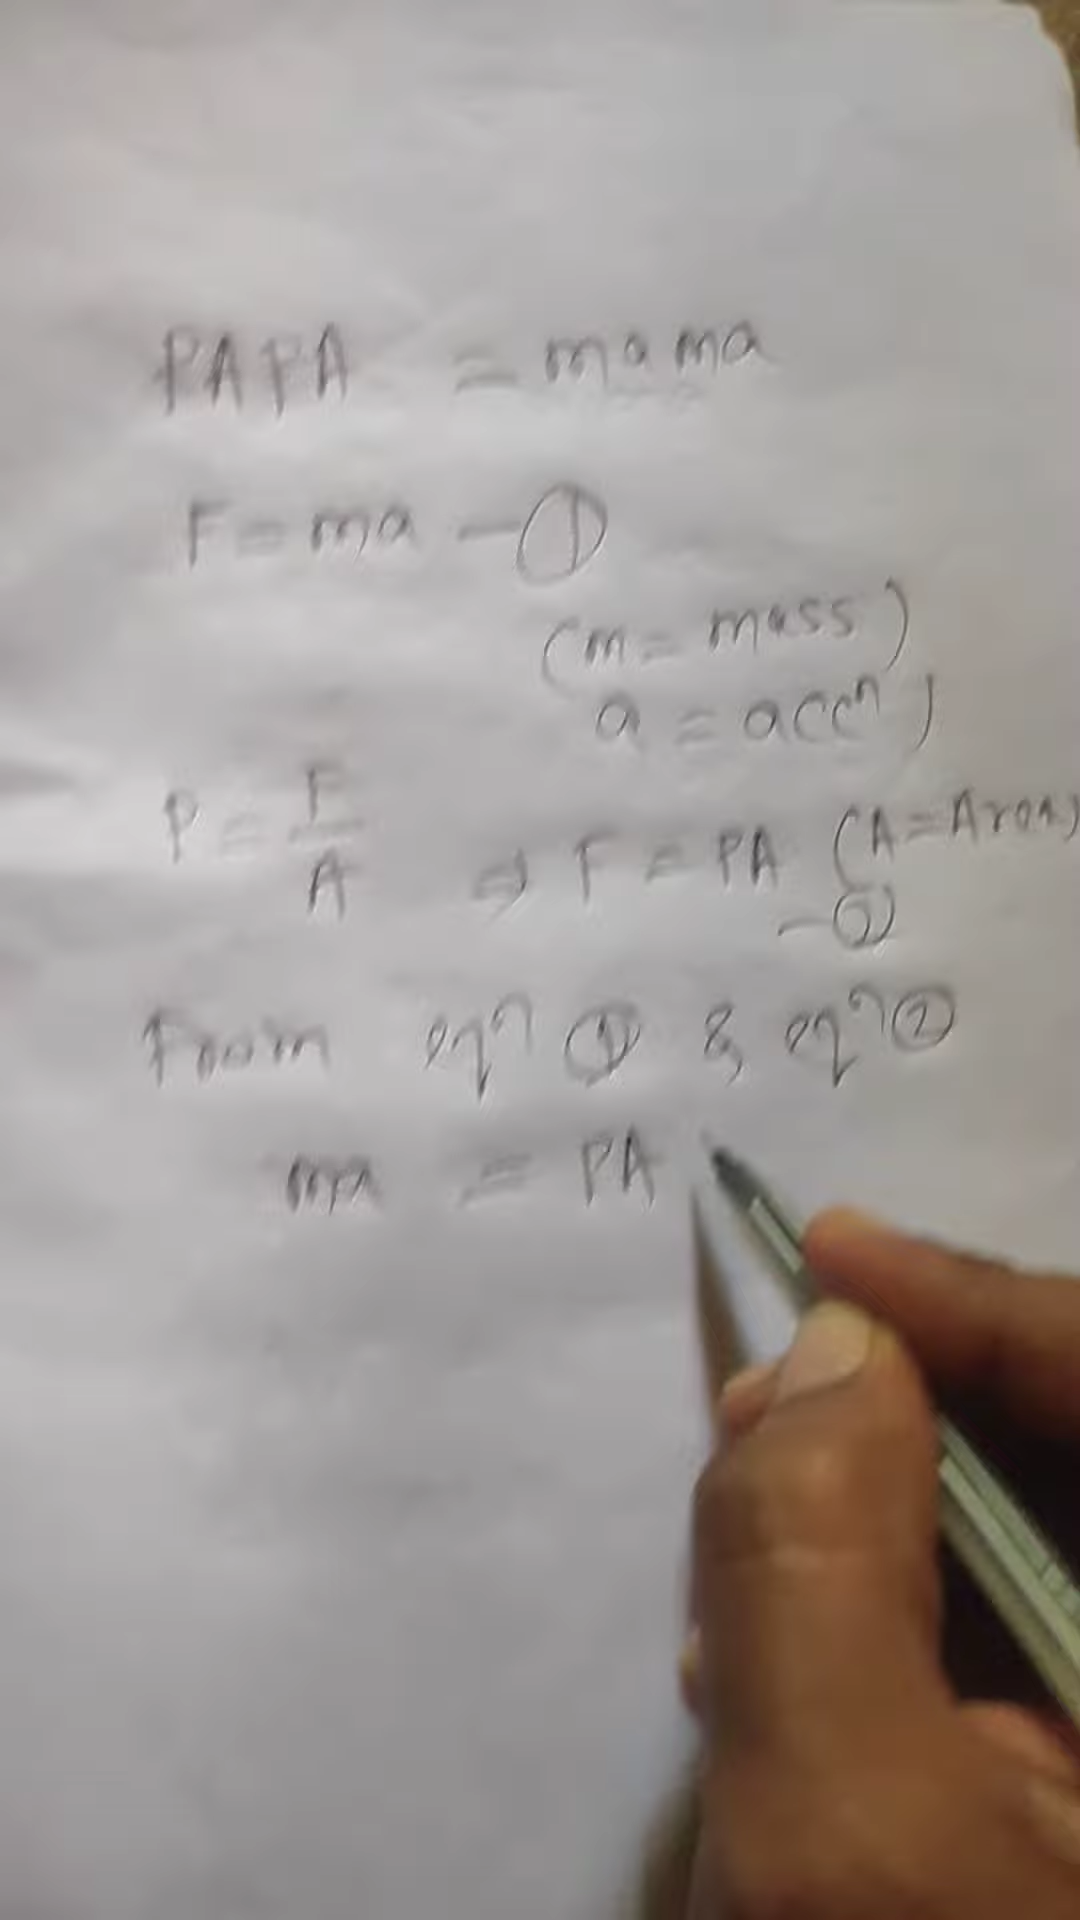 PAPA = mama
F = ma - ①
(m = mass)
a = accⁿ)
P = F/A ⇒ F = PA (A = Area)
- ②
From eqⁿ ① & eqⁿ ②
ma = PA